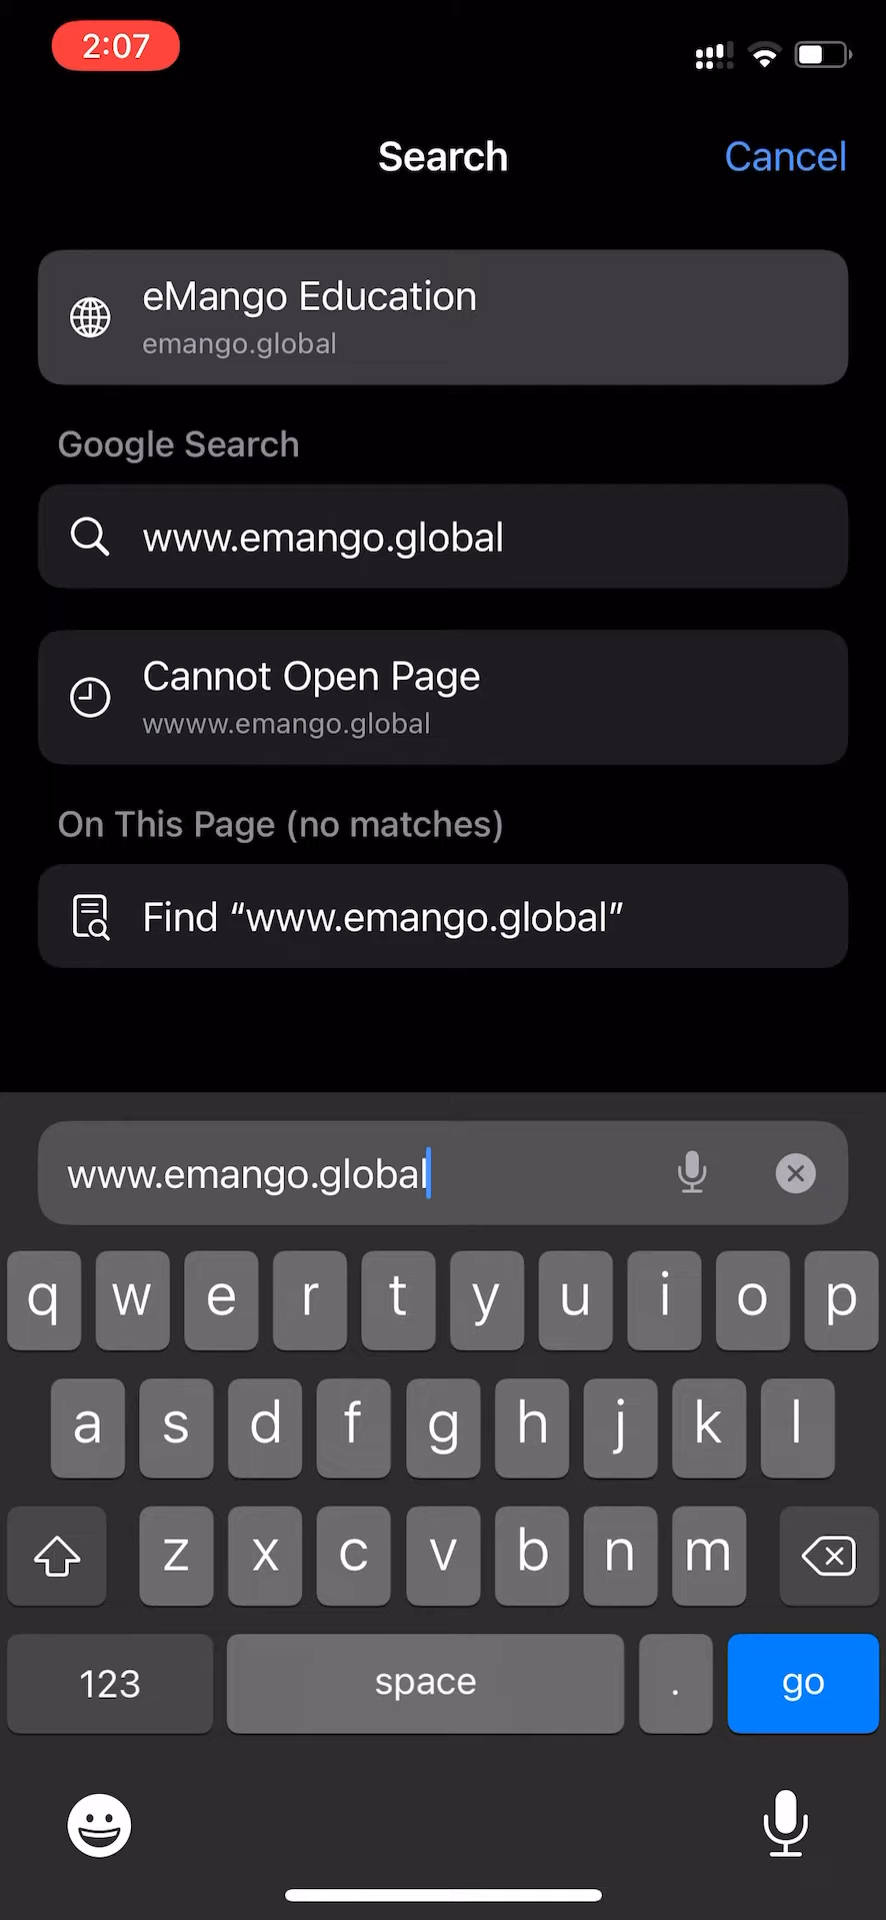 2:07
Search
Cancel
eMango Education
emango.global
Google Search
www.emango.global
Cannot Open Page
wwww.emango.global
On This Page (no matches)
Find “www.emango.global”
www.emango.global
q w e r t y u i o p
a s d f g h j k l
z x c v b n m
123 space . go